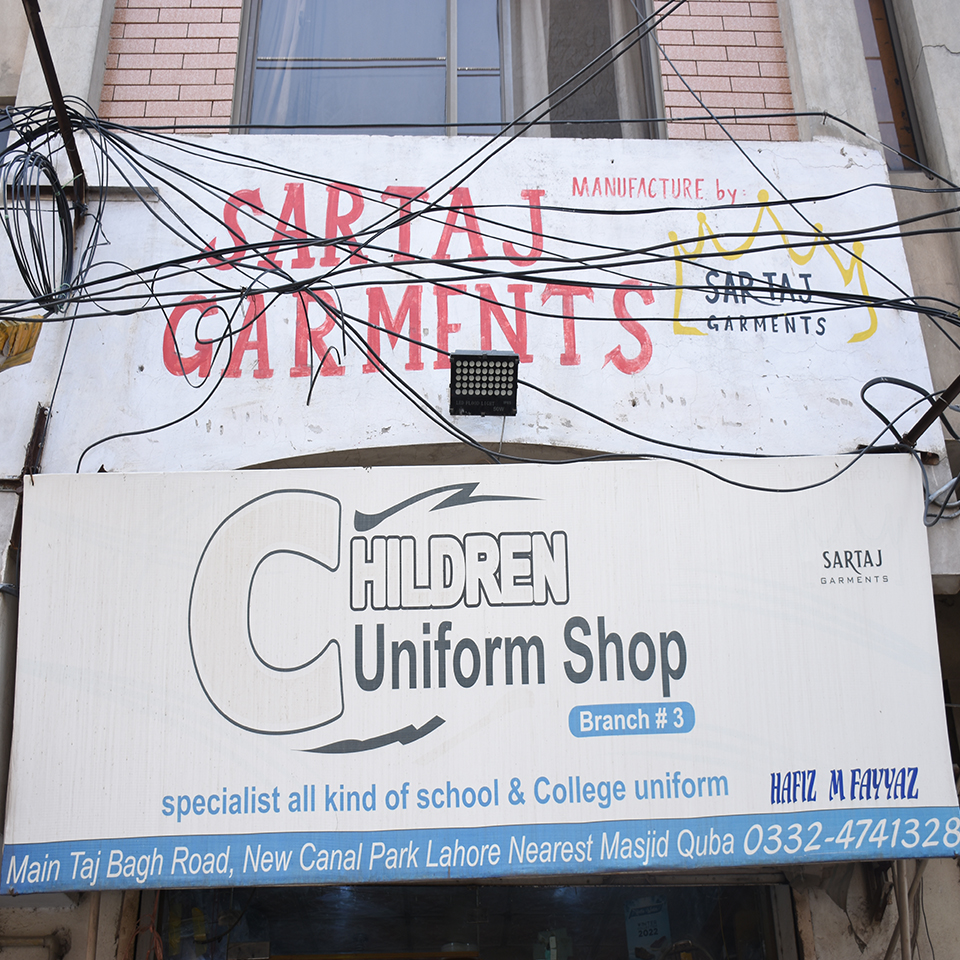 SARTAJ
GARMENTS
MANUFACTURE by:
SARTAJ
GARMENTS
CHILDREN
Uniform Shop
Branch # 3
SARTAJ
GARMENTS
specialist all kind of school & College uniform
HAFIZ M FAYYAZ
Main Taj Bagh Road, New Canal Park Lahore Nearest Masjid Quba 0332-4741328
2022